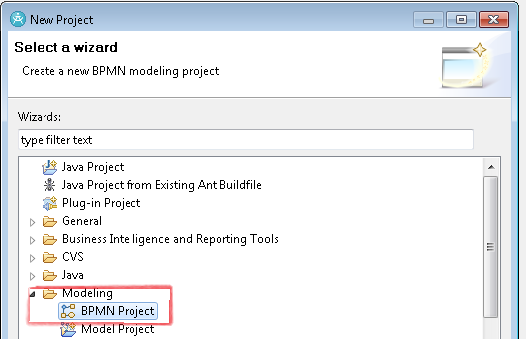 New Project
Select a wizard
Create a new BPMN modeling project
Wizards:
type filter text
Java Project
Java Project from Existing Ant Buildfile
Plug-in Project
General
Business Intelligence and Reporting Tools
CVS
Java
Modeling
BPMN Project
Model Project